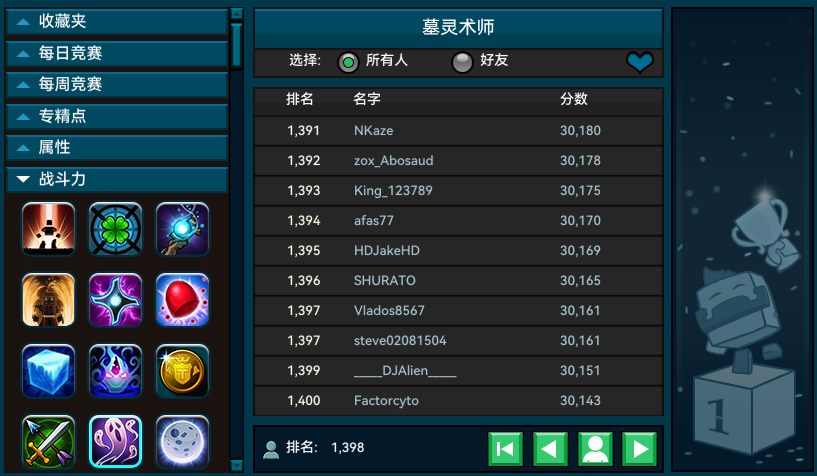 收藏夹
每日竞赛
每周竞赛
专精点
属性
战斗力
墓灵术师
选择: 所有人 好友
排名 名字 分数
1,391 NKaze 30,180
1,392 zox_Abosaud 30,178
1,393 King_123789 30,175
1,394 afas77 30,170
1,395 HDJakeHD 30,169
1,396 SHURATO 30,165
1,397 Vlados8567 30,161
1,397 steve02081504 30,161
1,399 _____DJAlien_____ 30,151
1,400 Factorcyto 30,143
排名: 1,398
1